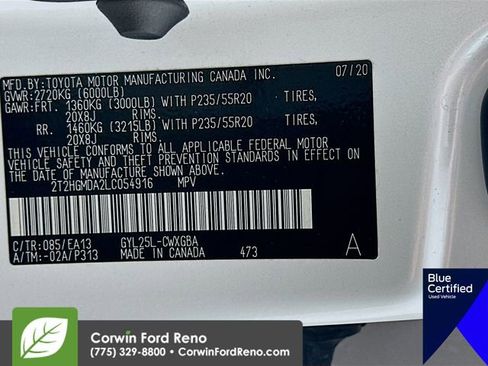 MFD.BY:TOYOTA MOTOR MANUFACTURING CANADA INC. 07/20
GVWR: 2720KG (6000LB)
GAWR: FRT. 1360KG (3000LB) WITH P235/55R20 TIRES,
20X8J RIMS,
RR. 1460KG (3215LB) WITH P235/55R20 TIRES,
20X8J RIMS.
THIS VEHICLE CONFORMS TO ALL APPLICABLE FEDERAL MOTOR
VEHICLE SAFETY AND THEFT PREVENTION STANDARDS IN EFFECT
ON THE DATE OF MANUFACTURE SHOWN ABOVE.
2T2HGMDA2LC054916 MPV
C/TR:085/EA13 GYL25L-CWXGBA
A/TM:-02A/P313 MADE IN CANADA 473 A
Blue
Certified
Used Vehicle
Corwin Ford Reno
(775) 329-8800 • CorwinFordReno.com